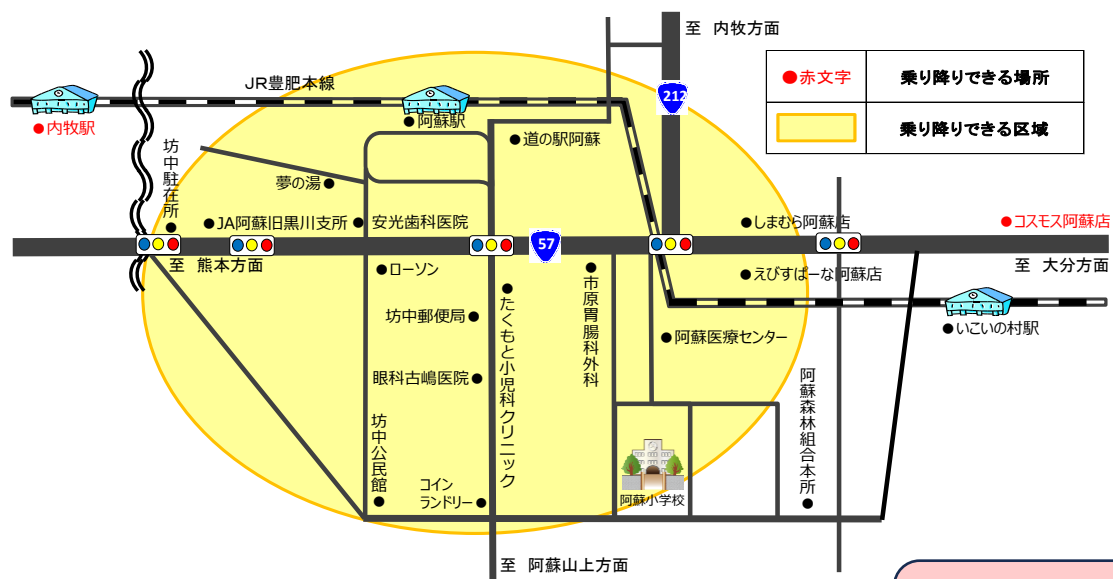 至 内牧方面
JR豊肥本線
212
●赤文字
乗り降りできる場所
乗り降りできる区域
●内牧駅
●阿蘇駅
●道の駅阿蘇
坊中駐在所
夢の湯●
●JA阿蘇旧黒川支所
安光歯科医院
●しまむら阿蘇店
●コスモス阿蘇店
57
至 熊本方面
至 大分方面
●ローソン
●えびすぱーな阿蘇店
坊中郵便局●
たくもと小児科クリニック
市原胃腸科外科
●阿蘇医療センター
●いこいの村駅
眼科古嶋医院●
坊中公民館
阿蘇森林組合本所
コイン
ランドリー●
阿蘇小学校
至 阿蘇山上方面